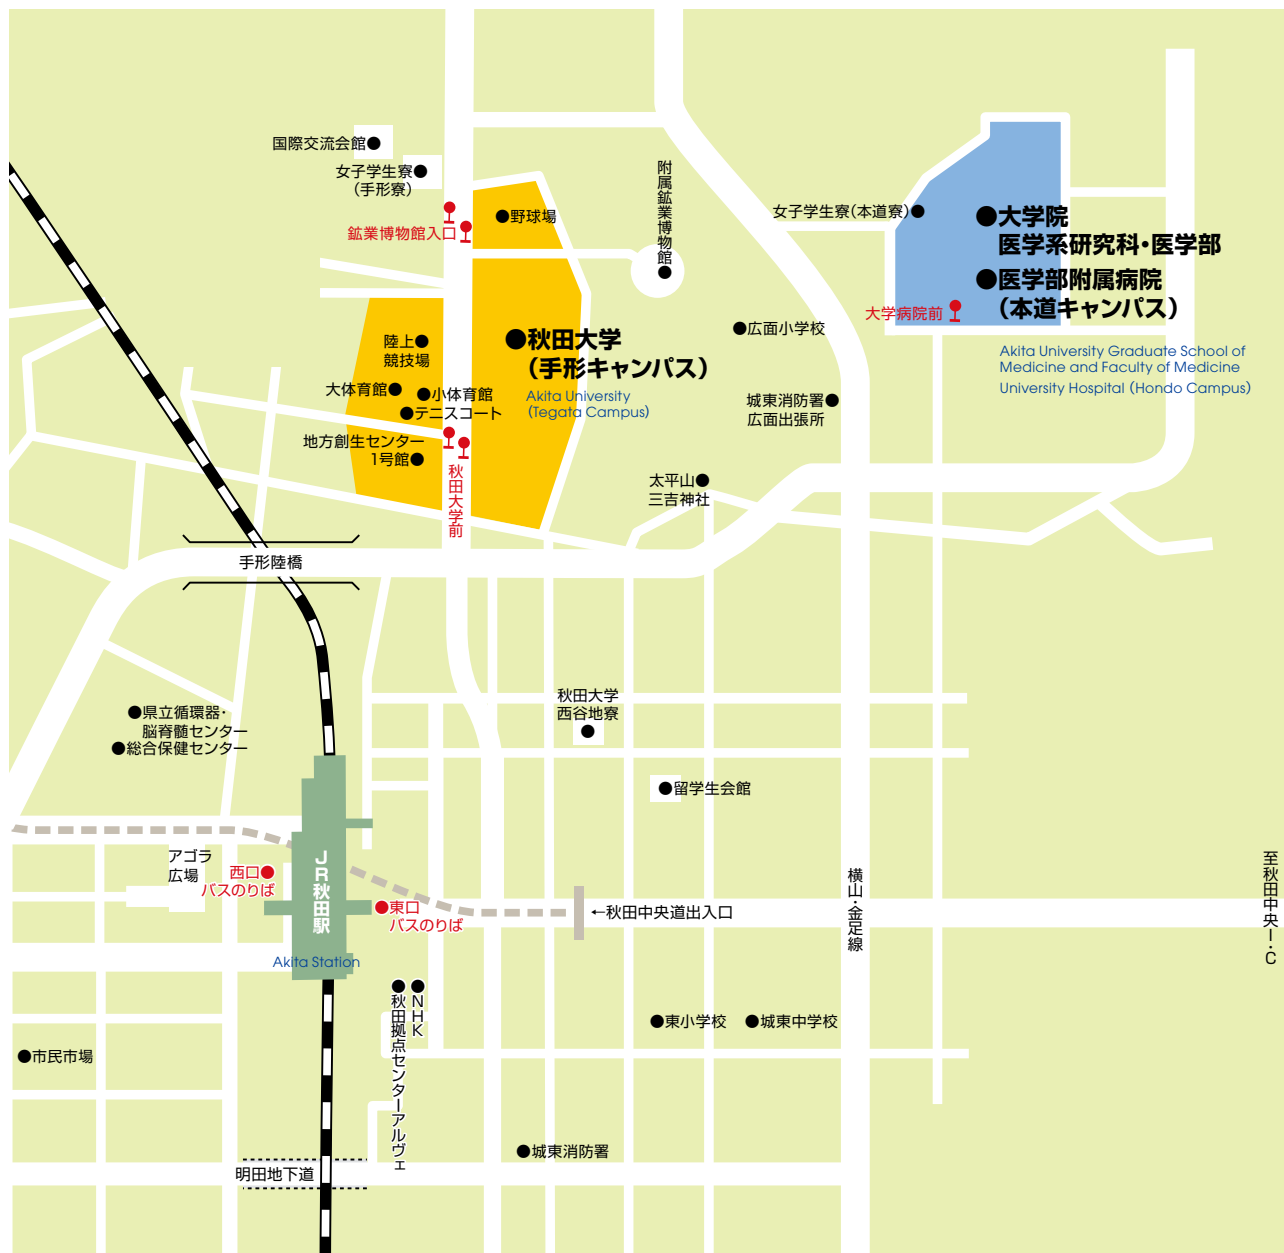 国際交流会館
女子学生寮
(手形寮)
鉱業博物館入口
野球場
附属鉱業博物館
女子学生寮(本道寮)
大学院
医学系研究科・医学部
医学部附属病院
(本道キャンパス)
大学病院前
Akita University Graduate School of
Medicine and Faculty of Medicine
University Hospital (Hondo Campus)
陸上
競技場
秋田大学
(手形キャンパス)
Akita University
(Tegata Campus)
広面小学校
大体育館
小体育館
テニスコート
城東消防署
広面出張所
地方創生センター
1号館
秋田大学前
太平山
三吉神社
手形陸橋
県立循環器・
脳脊髄センター
総合保健センター
秋田大学
西谷地寮
留学生会館
アゴラ
広場
西口
バスのりば
JR秋田駅
Akita Station
東口
バスのりば
←秋田中央道出入口
横山・金足線
至秋田中央I・C
NHK
秋田拠点センターアルヴェ
東小学校
城東中学校
市民市場
城東消防署
明田地下道